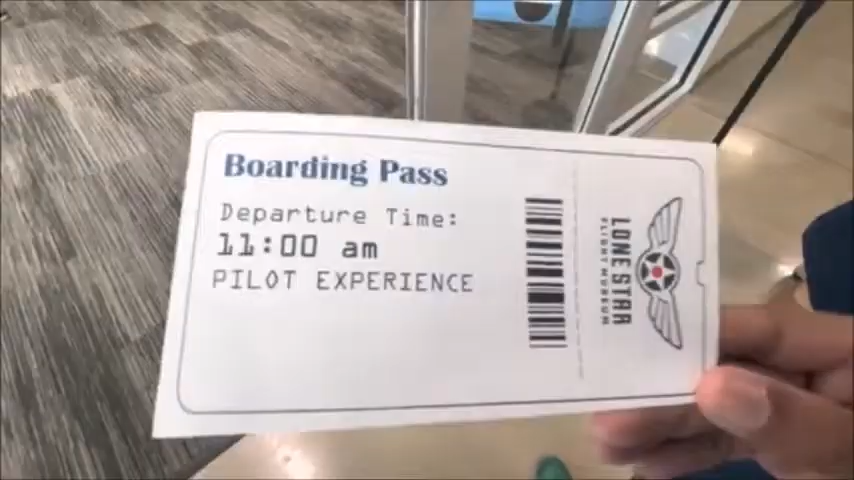 Boarding Pass
Departure Time:
11:00 am
PILOT EXPERIENCE
LONE STAR
FLIGHT MUSEUM